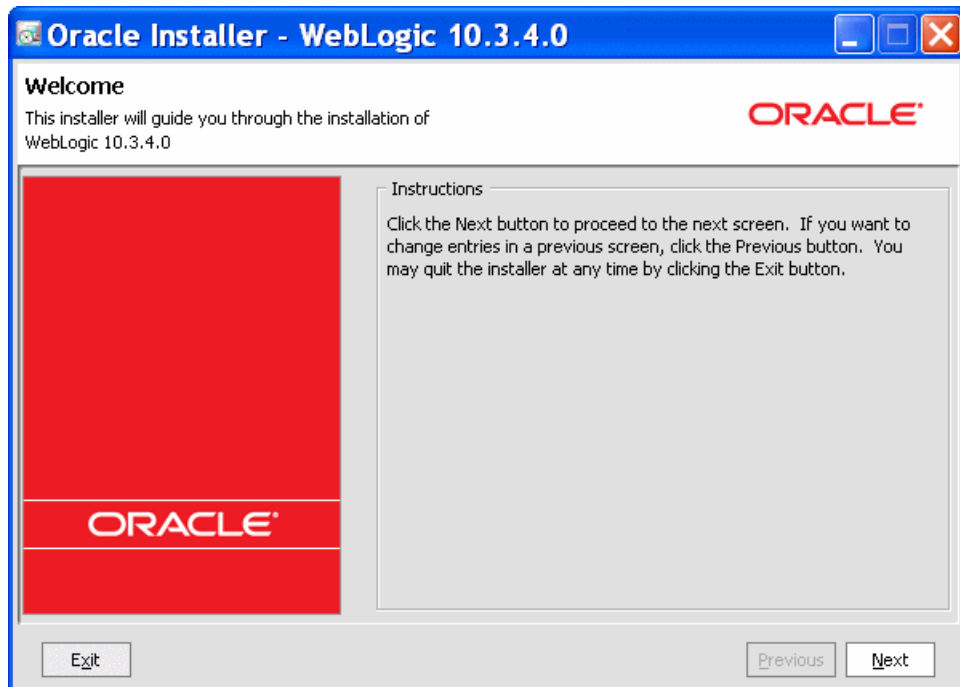 Oracle Installer - WebLogic 10.3.4.0
Welcome
This installer will guide you through the installation of
WebLogic 10.3.4.0
ORACLE
Instructions
Click the Next button to proceed to the next screen. If you want to
change entries in a previous screen, click the Previous button. You
may quit the installer at any time by clicking the Exit button.
ORACLE
Exit
Previous
Next